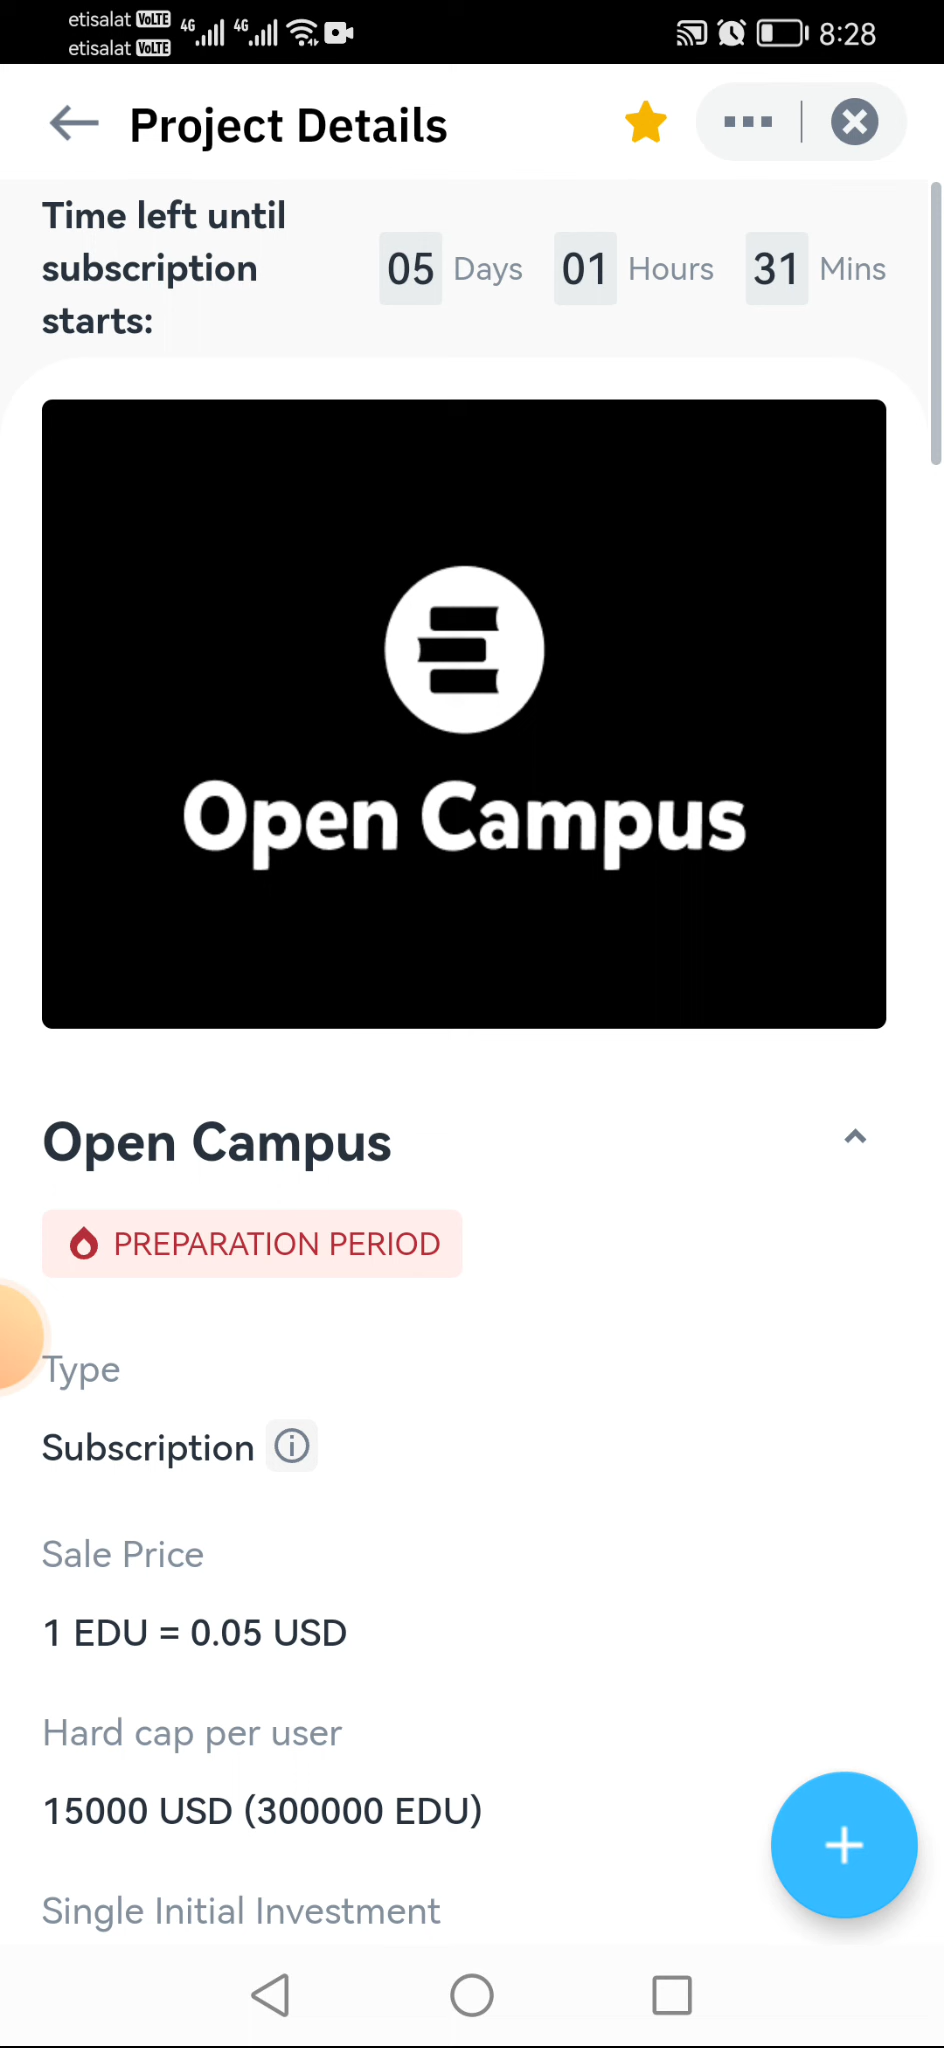 etisalat VoLTE 4G 4G 8:28
etisalat VoLTE
Project Details
Time left until
subscription
starts:
05 Days 01 Hours 31 Mins
Open Campus
Open Campus
PREPARATION PERIOD
Type
Subscription
Sale Price
1 EDU = 0.05 USD
Hard cap per user
15000 USD (300000 EDU)
Single Initial Investment